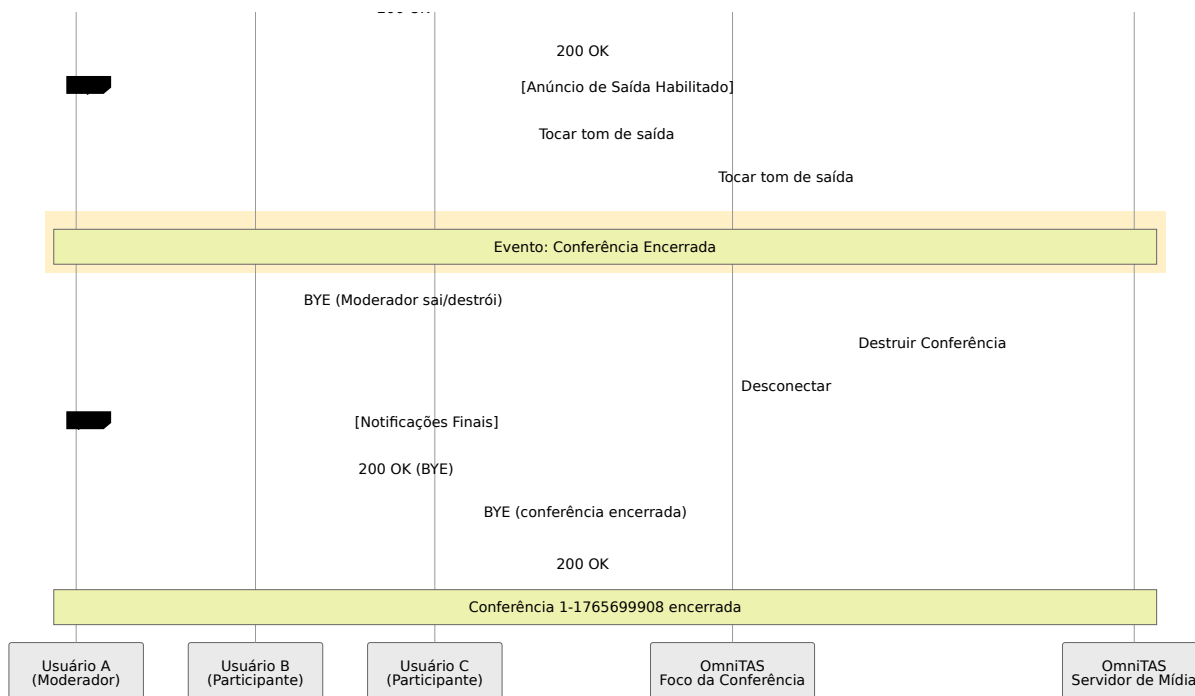 200 OK
200 OK
[Anúncio de Saída Habilitado]
Tocar tom de saída
Tocar tom de saída
Evento: Conferência Encerrada
BYE (Moderador sai/destrói)
Destruir Conferência
Desconectar
[Notificações Finais]
200 OK (BYE)
BYE (conferência encerrada)
200 OK
Conferência 1-1765699908 encerrada
Usuário A
(Moderador)
Usuário B
(Participante)
Usuário C
(Participante)
OmniTAS
Foco da Conferência
OmniTAS
Servidor de Mídia